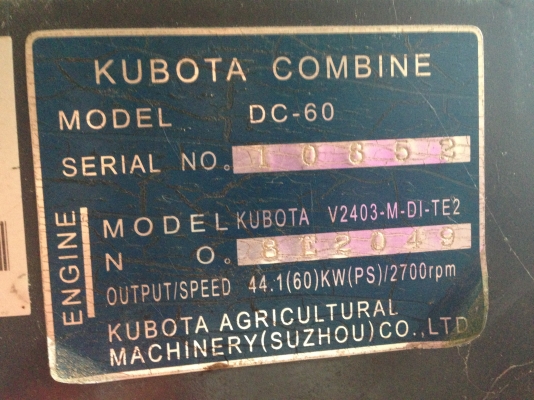 KUBOTA COMBINE
MODEL DC-60
SERIAL NO. 10852
ENGINE
MODEL KUBOTA V2403-M-DI-TE2
NO.
OUTPUT/SPEED 44.1(60)KW(PS)/2700rpm
KUBOTA AGRICULTURAL
MACHINERY(SUZHOU)CO.,LTD